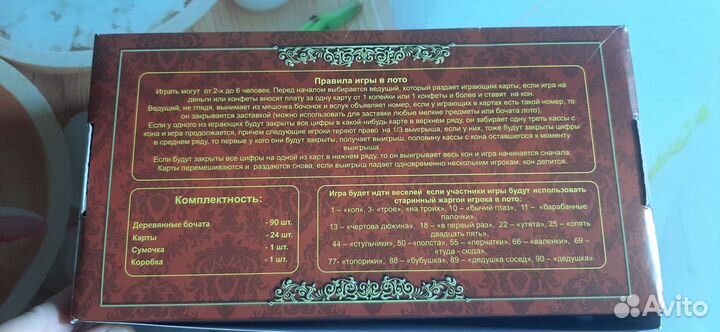 Правила игры в лото
Играть могут от 2-х до 6 человек. Перед началом выбирается ведущий, который раздает играющим карты, если игра на
деньги или конфеты вносят плату за одну карту от 1 копейки или 1 конфеты и более и ставят на кон.
Ведущий, не глядя, вынимает из мешочка бочонок и вслух объявляет номер, если у играющих в картах есть такой номер, то
он закрывается заставкой (можно использовать для заставки любые мелкие предметы или бочата лото).
Если у одного из играющих будут закрыты все цифры в какой-нибудь карте в верхнем ряду, он забирает одну треть кассы с
кона и игра продолжается, причем следующие игроки теряют право на 1/3 выигрыша, если у них, тоже будут закрыты цифры
в среднем ряду, то первые у кого они будут закрыты, получает выигрыш, половину кассы с кона оставшегося к моменту
выигрыша.
Если будут закрыты все цифры на одной из карт в нижнем ряду, то он выигрывает весь кон и игра начинается сначала.
Карты перемешиваются и раздаются снова, если выигрыш падает одновременно нескольким игрокам, кон делится.
Комплектность:
Деревянные бочата - 90 шт.
Карты - 24 шт.
Сумочка - 1 шт.
Коробка - 1 шт.
Игра будет идти веселей если участники игры будут использовать
старинный жаргон игрока в лото:
1 – «кол», 3- «трое», «на троих», 10 – «бычий глаз», 11 – «барабанные
палочки»,
13 – «чертова дюжина», 18 – «в первый раз», 22 – «утята», 25 – «опять
двадцать пять»,
44 – «стульчики», 50 –«полста», 55 – «перчатки», 66 – «валенки», 69 –
«туда -сюда»,
77- «топорики», 88 – «бубушка», 89 – «дедушка сосед», 90 – «дедушка».
Avito